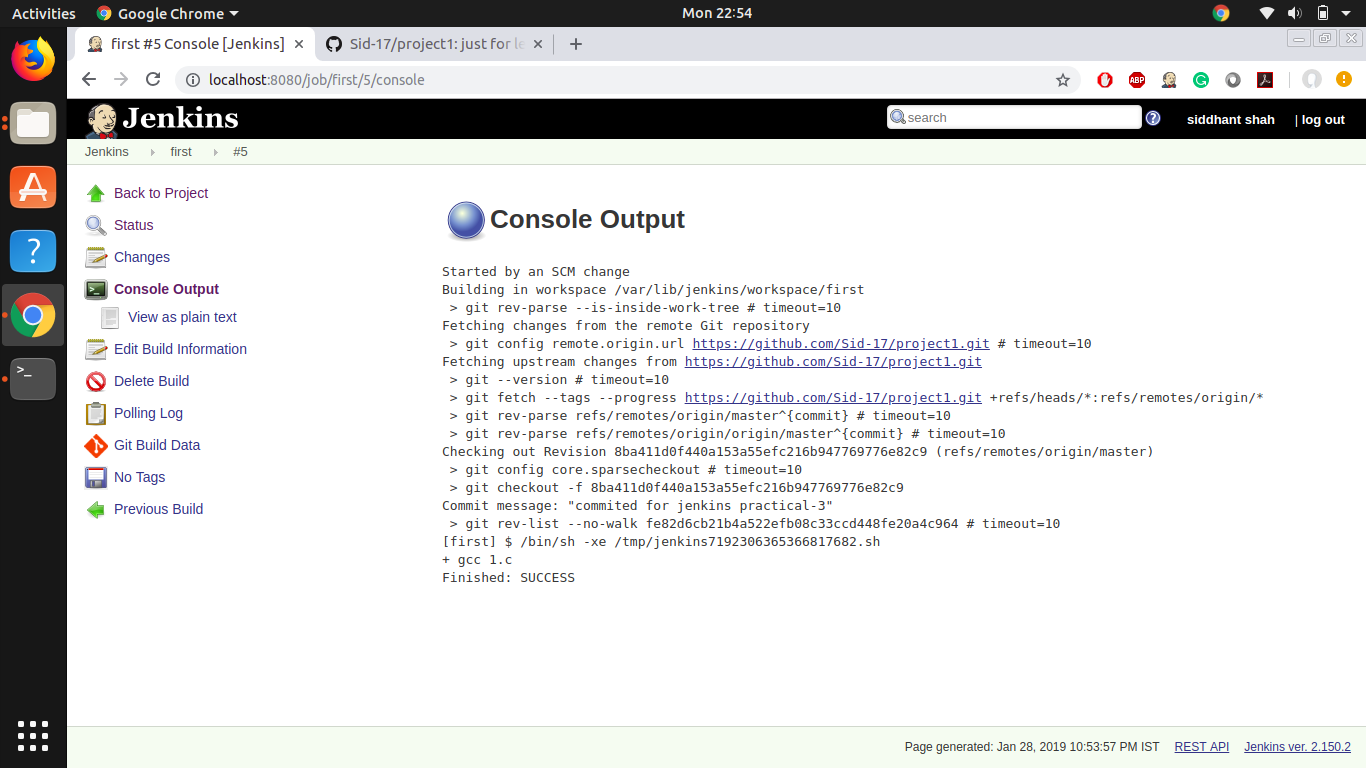 Activities
Google Chrome
Mon 22:54
first #5 Console [Jenkins]
Sid-17/project1: just for le
localhost:8080/job/first/5/console
ABP
Jenkins
search
siddhant shah
| log out
Jenkins
first
#5
Back to Project
Status
Changes
Console Output
View as plain text
Edit Build Information
Delete Build
Polling Log
Git Build Data
No Tags
Previous Build
Console Output
Started by an SCM change
Building in workspace /var/lib/jenkins/workspace/first
> git rev-parse --is-inside-work-tree # timeout=10
Fetching changes from the remote Git repository
> git config remote.origin.url https://github.com/Sid-17/project1.git # timeout=10
Fetching upstream changes from https://github.com/Sid-17/project1.git
> git --version # timeout=10
> git fetch --tags --progress https://github.com/Sid-17/project1.git +refs/heads/*:refs/remotes/origin/*
> git rev-parse refs/remotes/origin/master^{commit} # timeout=10
> git rev-parse refs/remotes/origin/origin/master^{commit} # timeout=10
Checking out Revision 8ba411d0f440a153a55efc216b947769776e82c9 (refs/remotes/origin/master)
> git config core.sparsecheckout # timeout=10
> git checkout -f 8ba411d0f440a153a55efc216b947769776e82c9
Commit message: "commited for jenkins practical-3"
> git rev-list --no-walk fe82d6cb21b4a522efb08c33ccd448fe20a4c964 # timeout=10
[first] $ /bin/sh -xe /tmp/jenkins7192306365366817682.sh
+ gcc 1.c
Finished: SUCCESS
Page generated: Jan 28, 2019 10:53:57 PM IST
REST API
Jenkins ver. 2.150.2